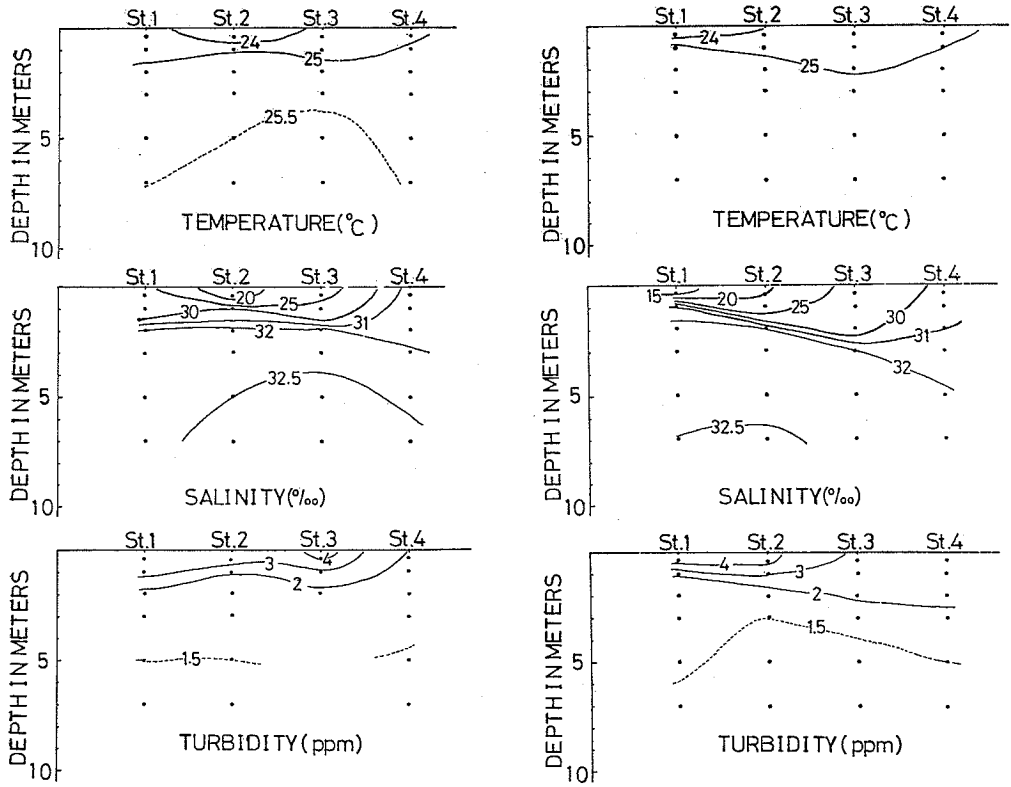 St.1 St.2 St.3 St.4
24
25
25.5
5
10
DEPTH IN METERS
TEMPERATURE(°C)
St.1 St.2 St.3 St.4
24
25
5
10
DEPTH IN METERS
TEMPERATURE(°C)
St.1 St.2 St.3 St.4
20
25
30
31
32
32.5
5
10
DEPTH IN METERS
SALINITY(‰)
St.1 St.2 St.3 St.4
15
20
25
30
31
32
32.5
5
10
DEPTH IN METERS
SALINITY(‰)
St.1 St.2 St.3 St.4
3
4
2
1.5
5
10
DEPTH IN METERS
TURBIDITY(ppm)
St.1 St.2 St.3 St.4
4
3
2
1.5
5
10
DEPTH IN METERS
TURBIDITY(ppm)